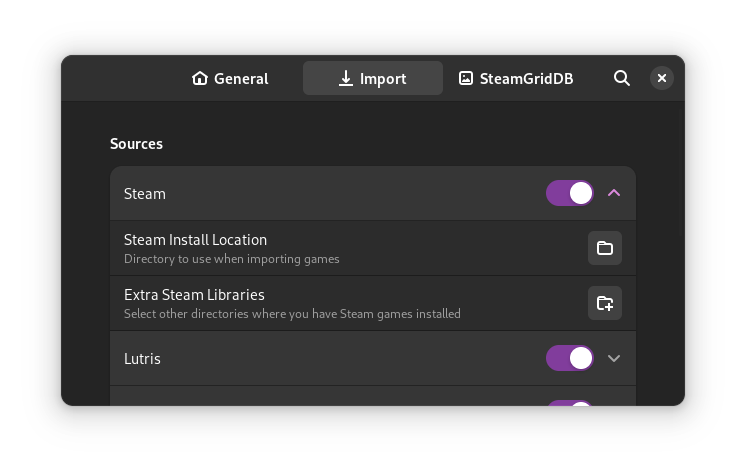 General
Import
SteamGridDB
Sources
Steam
Steam Install Location
Directory to use when importing games
Extra Steam Libraries
Select other directories where you have Steam games installed
Lutris